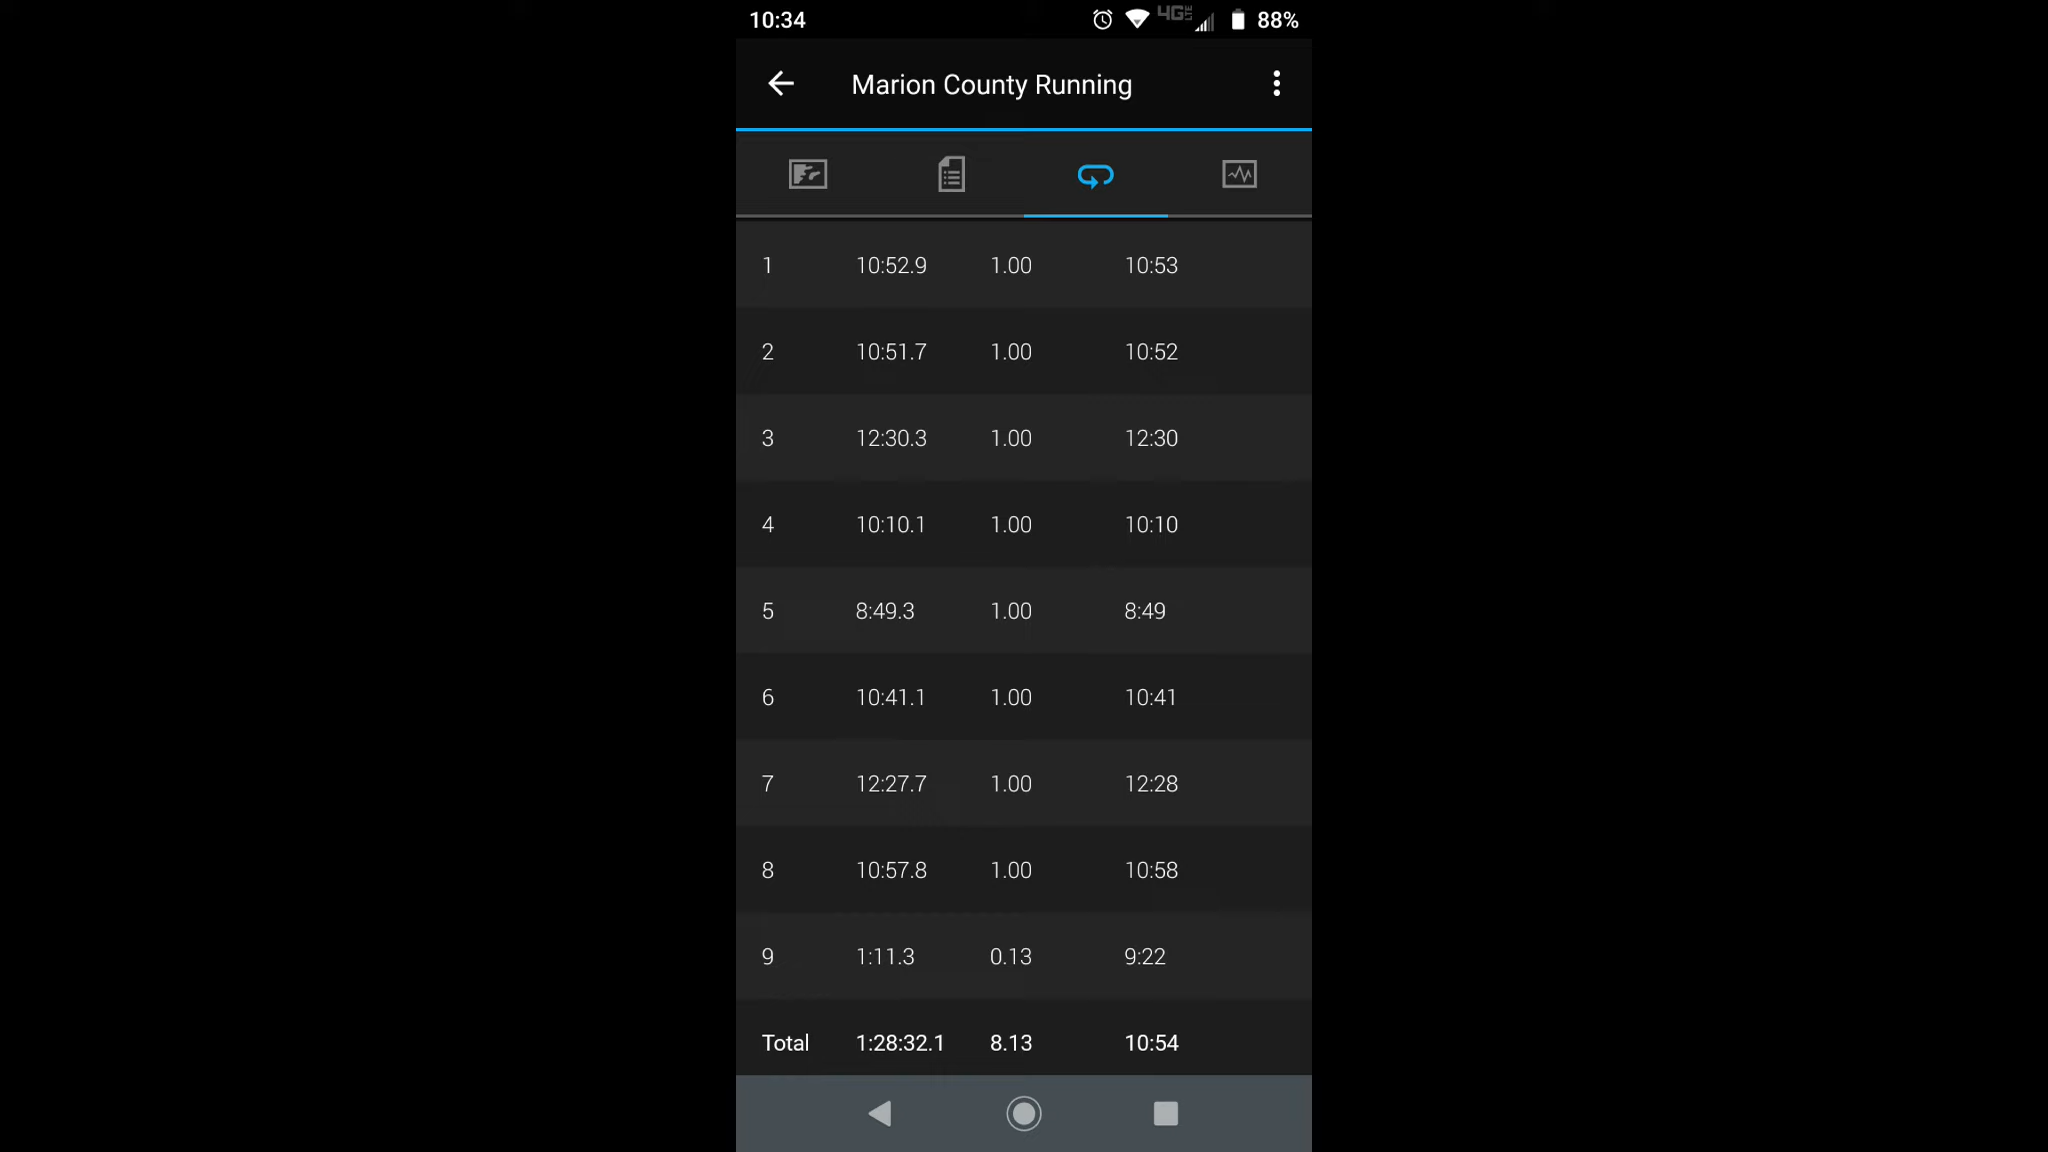 10:34 4G LTE 88%
Marion County Running
1 10:52.9 1.00 10:53
2 10:51.7 1.00 10:52
3 12:30.3 1.00 12:30
4 10:10.1 1.00 10:10
5 8:49.3 1.00 8:49
6 10:41.1 1.00 10:41
7 12:27.7 1.00 12:28
8 10:57.8 1.00 10:58
9 1:11.3 0.13 9:22
Total 1:28:32.1 8.13 10:54